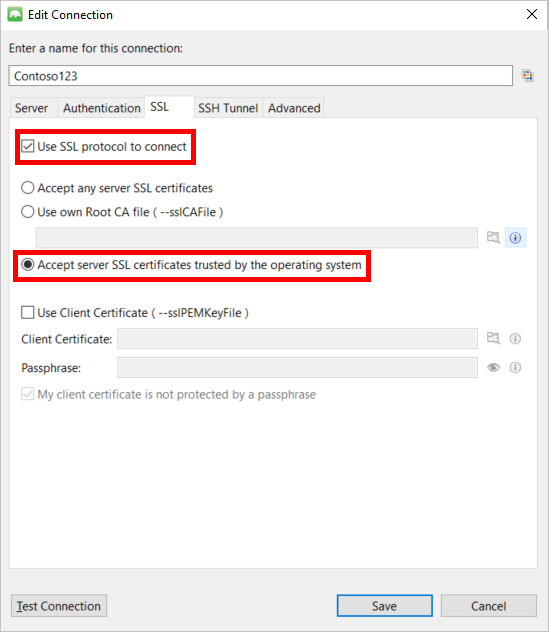 Edit Connection
Enter a name for this connection:
Contoso123
Server Authentication SSL SSH Tunnel Advanced
Use SSL protocol to connect
Accept any server SSL certificates
Use own Root CA file ( --sslCAFile )
Accept server SSL certificates trusted by the operating system
Use Client Certificate ( --sslPEMKeyFile )
Client Certificate:
Passphrase:
My client certificate is not protected by a passphrase
Test Connection Save Cancel